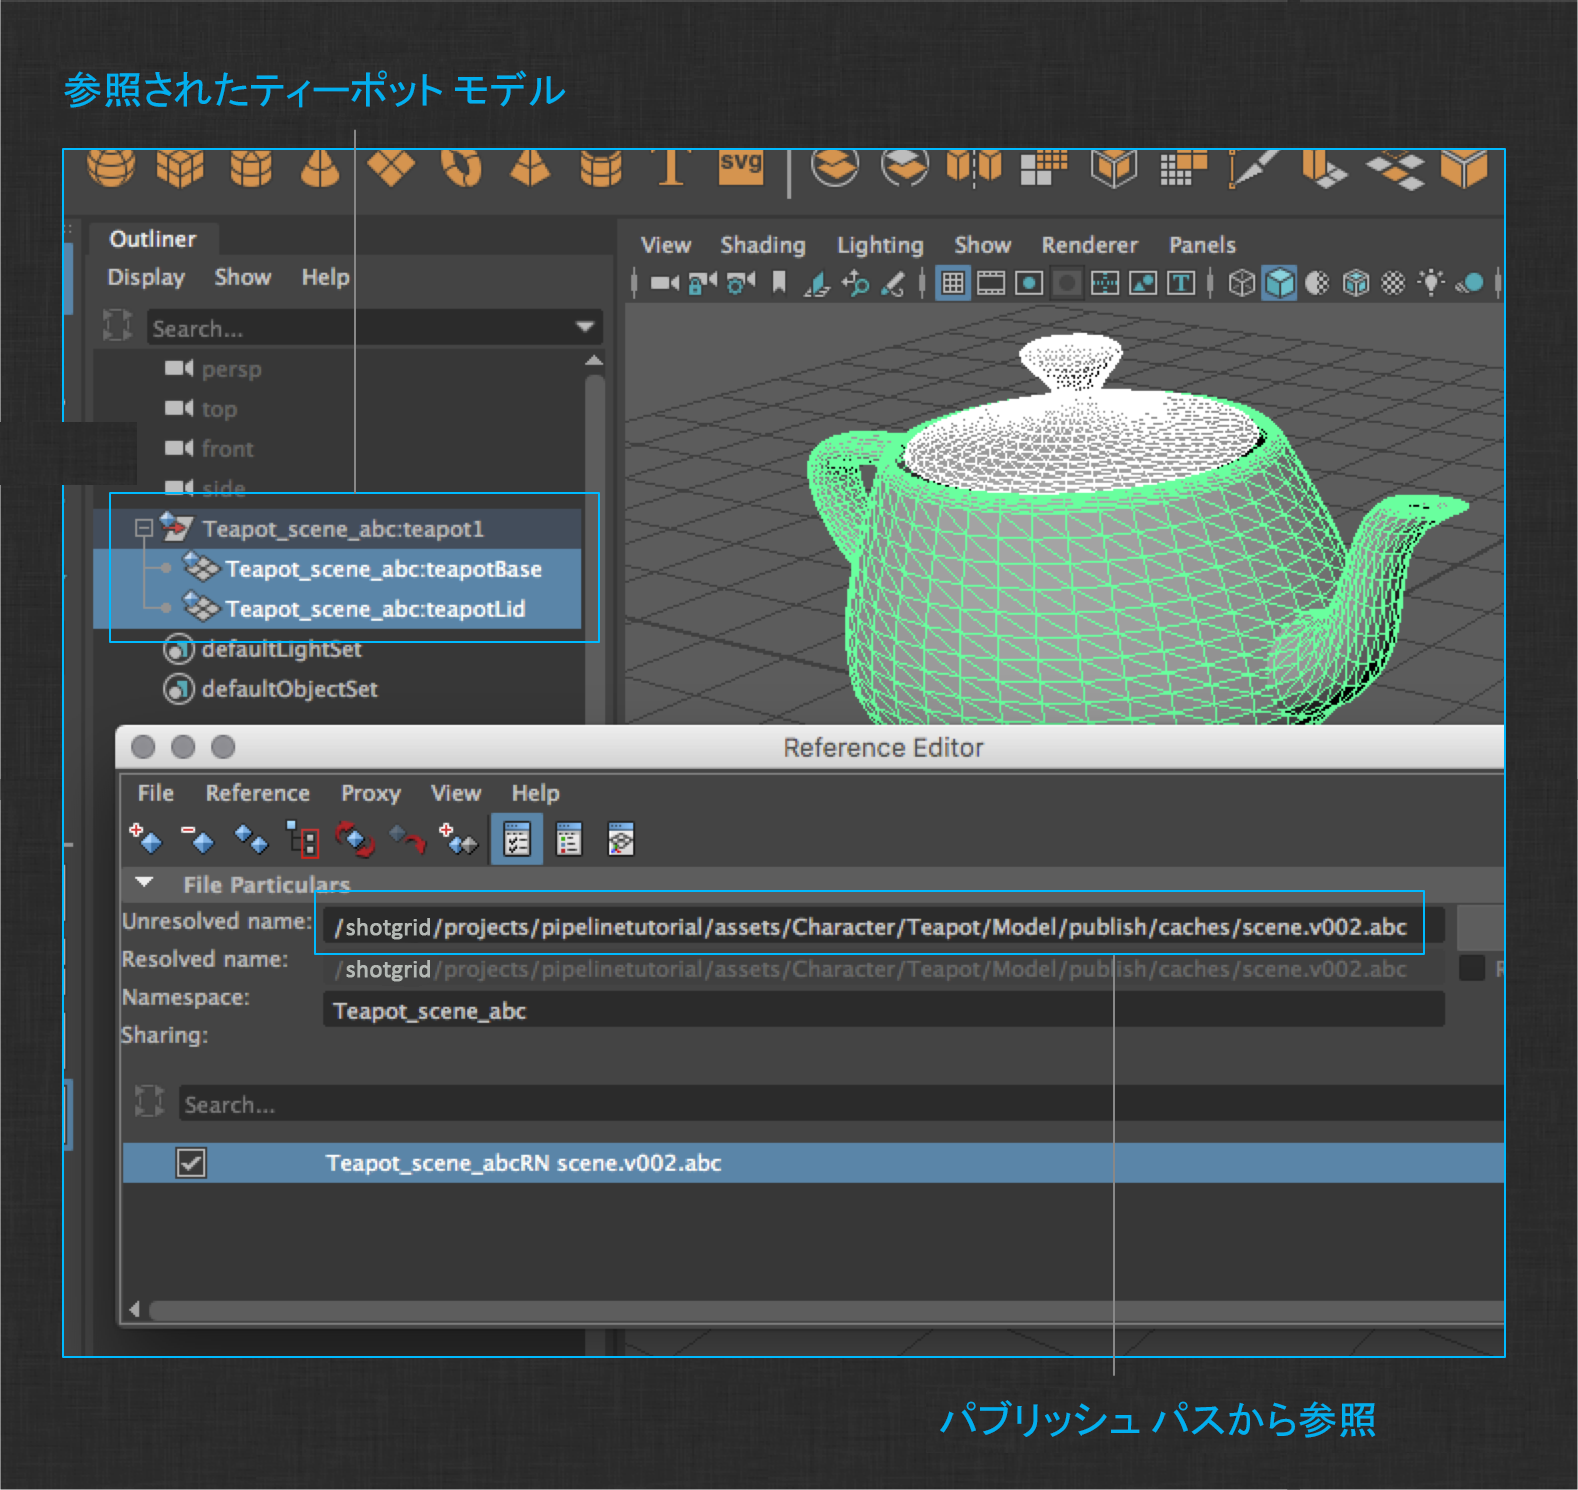 参照されたティーポット モデル
svg
Outliner
Display Show Help
Search...
persp
top
front
side
Teapot_scene_abc:teapot1
Teapot_scene_abc:teapotBase
Teapot_scene_abc:teapotLid
defaultLightSet
defaultObjectSet
View Shading Lighting Show Renderer Panels
Reference Editor
File Reference Proxy View Help
File Particulars
Unresolved name: /shotgrid/projects/pipelinetutorial/assets/Character/Teapot/Model/publish/caches/scene.v002.abc
Resolved name: /shotgrid/projects/pipelinetutorial/assets/Character/Teapot/Model/publish/caches/scene.v002.abc
Namespace: Teapot_scene_abc
Sharing:
Search...
Teapot_scene_abcRN scene.v002.abc
パブリッシュ パスから参照